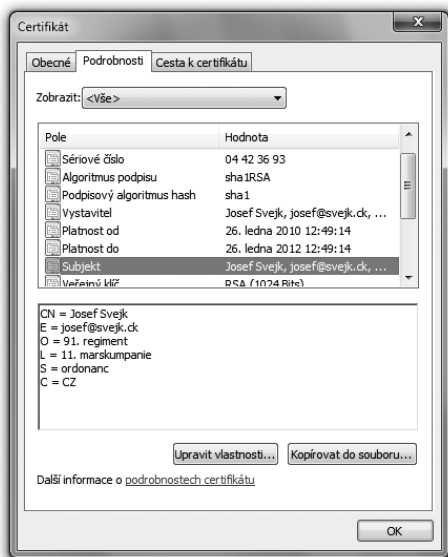 Certifikát
x
Obecné Podrobnosti Cesta k certifikátu
Zobrazit: <Vše>
Pole Hodnota
Sériové číslo 04 42 36 93
Algoritmus podpisu sha1RSA
Podpisový algoritmus hash sha1
Vystavitel Josef Svejk, josef@svejk.ck, ...
Platnost od 26. ledna 2010 12:49:14
Platnost do 26. ledna 2012 12:49:14
Subjekt Josef Svejk, josef@svejk.ck, ...
Veřejný klíč RSA (1024 Bits)
CN = Josef Svejk
E = josef@svejk.ck
O = 91. regiment
L = 11. marskumpanie
S = ordonanc
C = CZ
Upravit vlastnosti... Kopírovat do souboru...
Další informace o podrobnostech certifikátu
OK